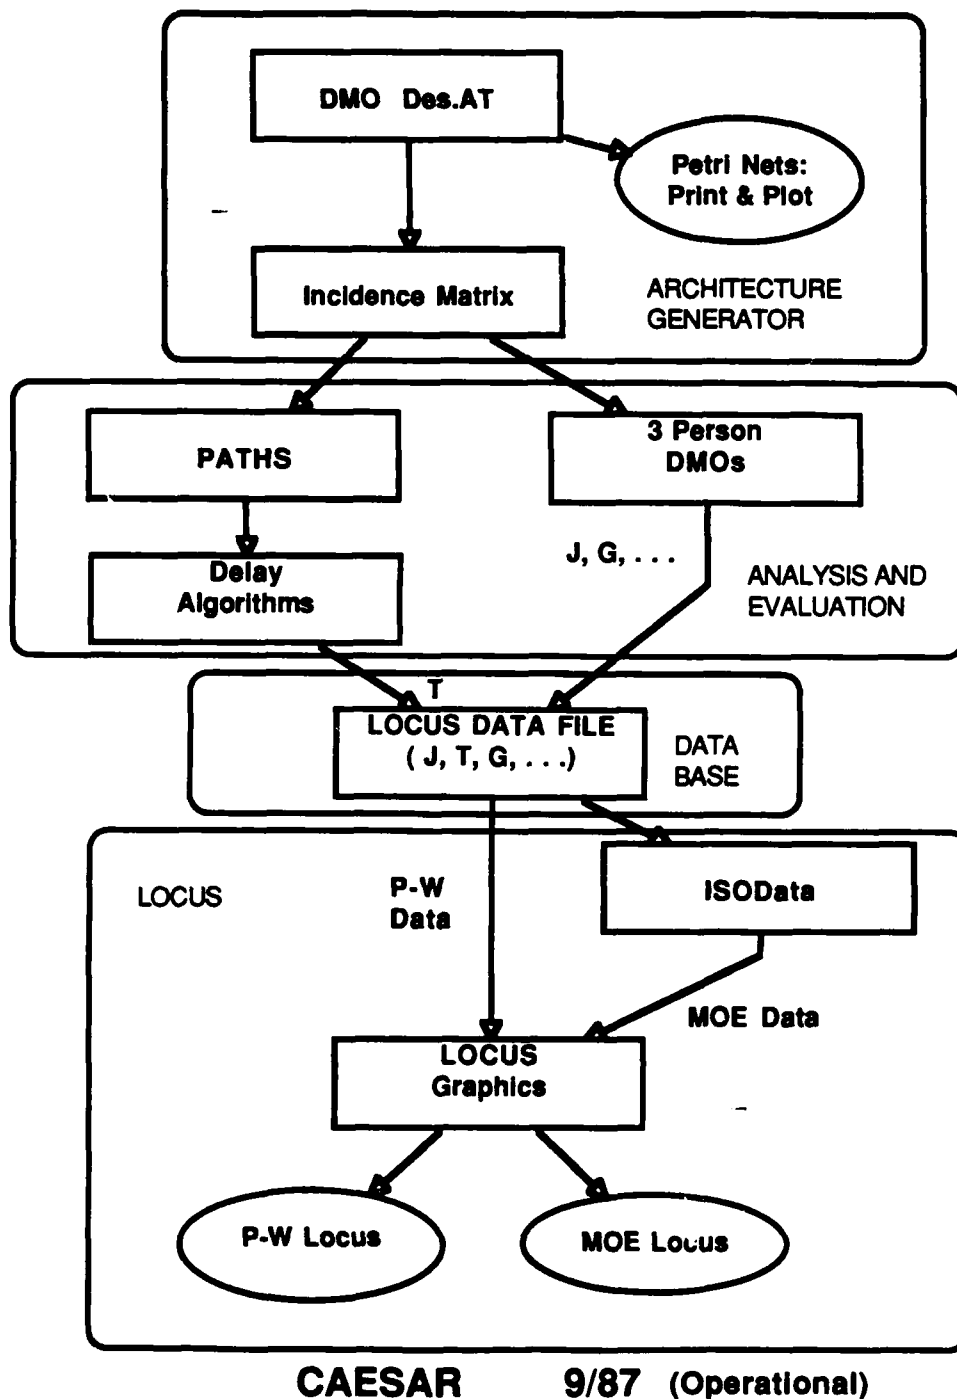 DMO Des.AT
Petri Nets:
Print & Plot
Incidence Matrix
ARCHITECTURE
GENERATOR
PATHS
3 Person
DMOs
J, G, . . .
Delay
Algorithms
ANALYSIS AND
EVALUATION
T
LOCUS DATA FILE
( J, T, G, . . .)
DATA
BASE
LOCUS
P-W
Data
ISOData
MOE Data
LOCUS
Graphics
P-W Locus
MOE Locus
CAESAR 9/87 (Operational)